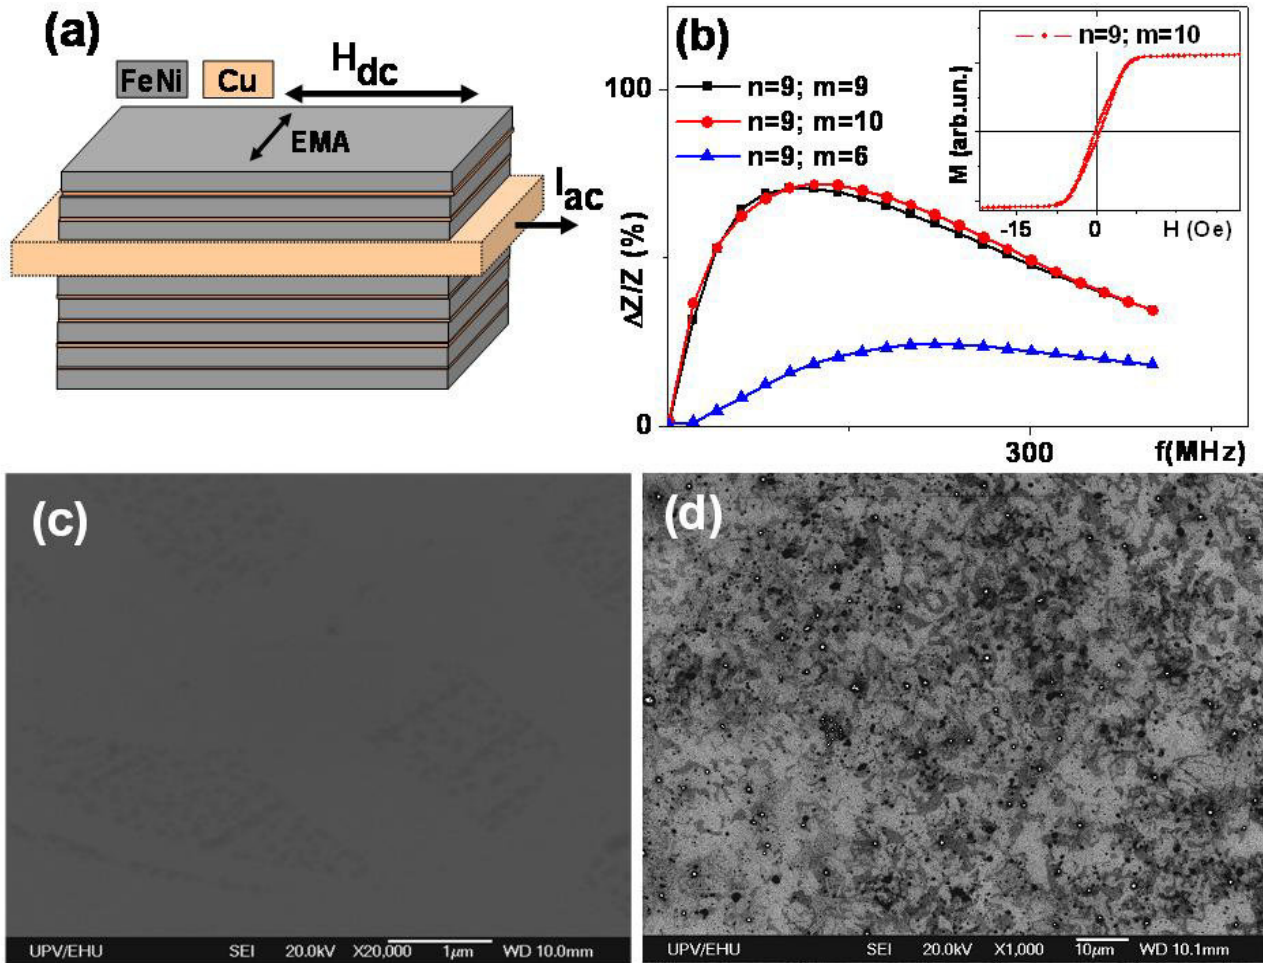 (a)
FeNi Cu
H dc
EMA
I ac
(b)
n=9; m=9
n=9; m=10
n=9; m=6
100
0
ΔZ/Z (%)
300 f(MHz)
n=9; m=10
M (arb.un.)
-15 0 H (Oe)
(c)
UPV/EHU SEI 20.0kV X20,000 1µm WD 10.0mm
(d)
UPV/EHU SEI 20.0kV X1,000 10µm WD 10.1mm